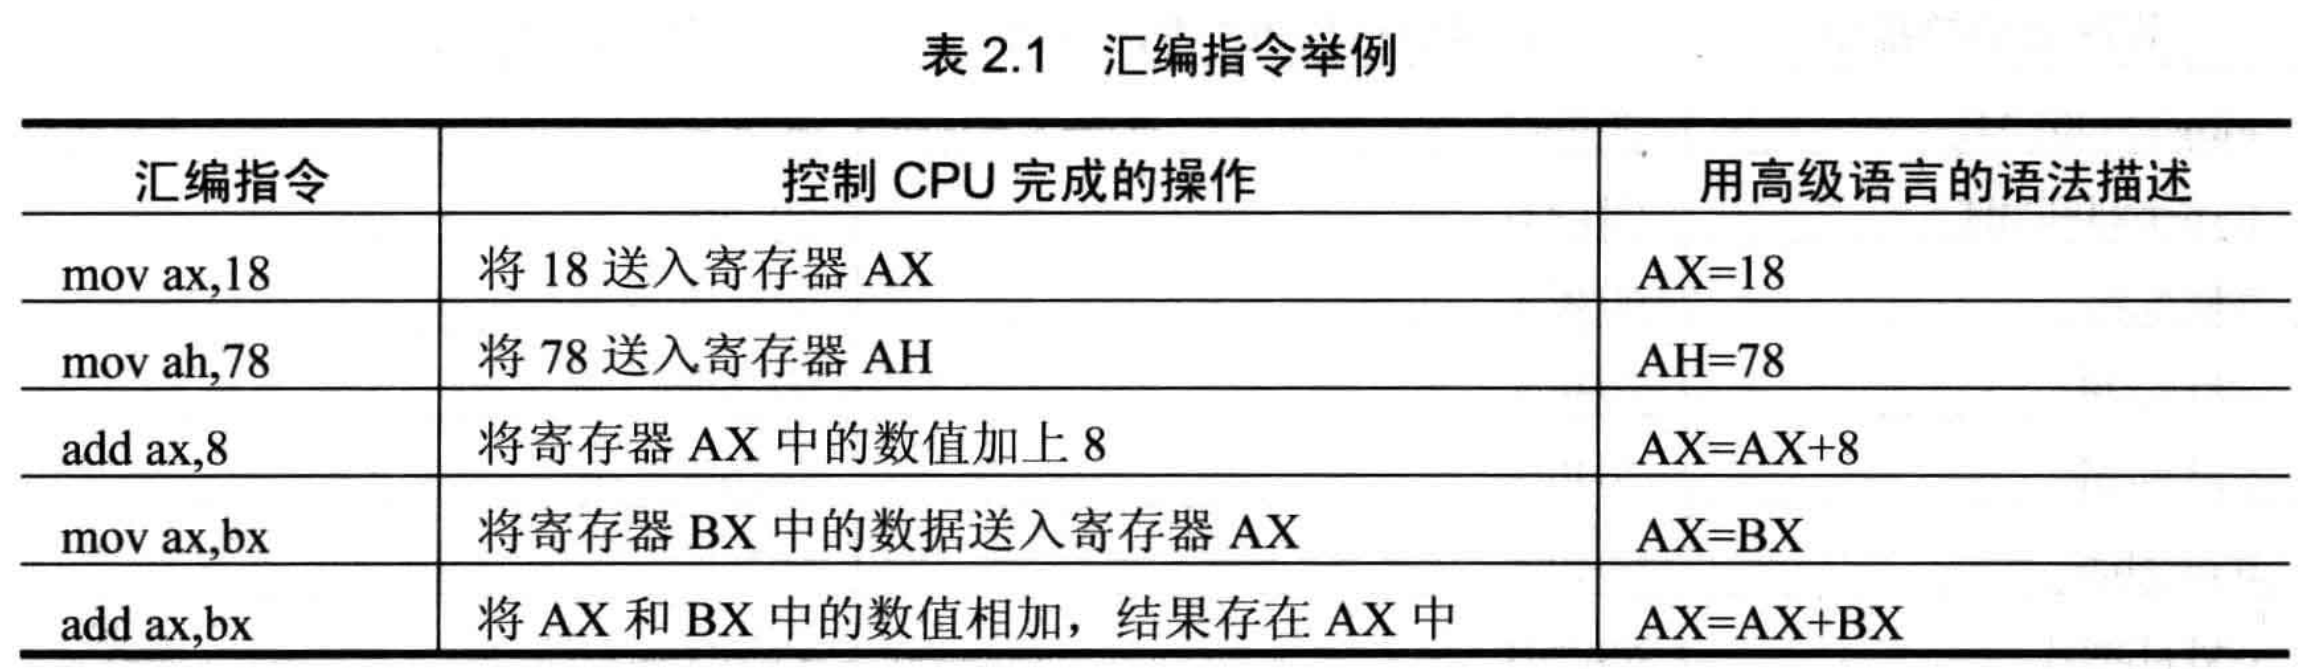 表 2.1 汇编指令举例
汇编指令 控制 CPU 完成的操作 用高级语言的语法描述
mov ax,18 将 18 送入寄存器 AX AX=18
mov ah,78 将 78 送入寄存器 AH AH=78
add ax,8 将寄存器 AX 中的数值加上 8 AX=AX+8
mov ax,bx 将寄存器 BX 中的数据送入寄存器 AX AX=BX
add ax,bx 将 AX 和 BX 中的数值相加，结果存在 AX 中 AX=AX+BX